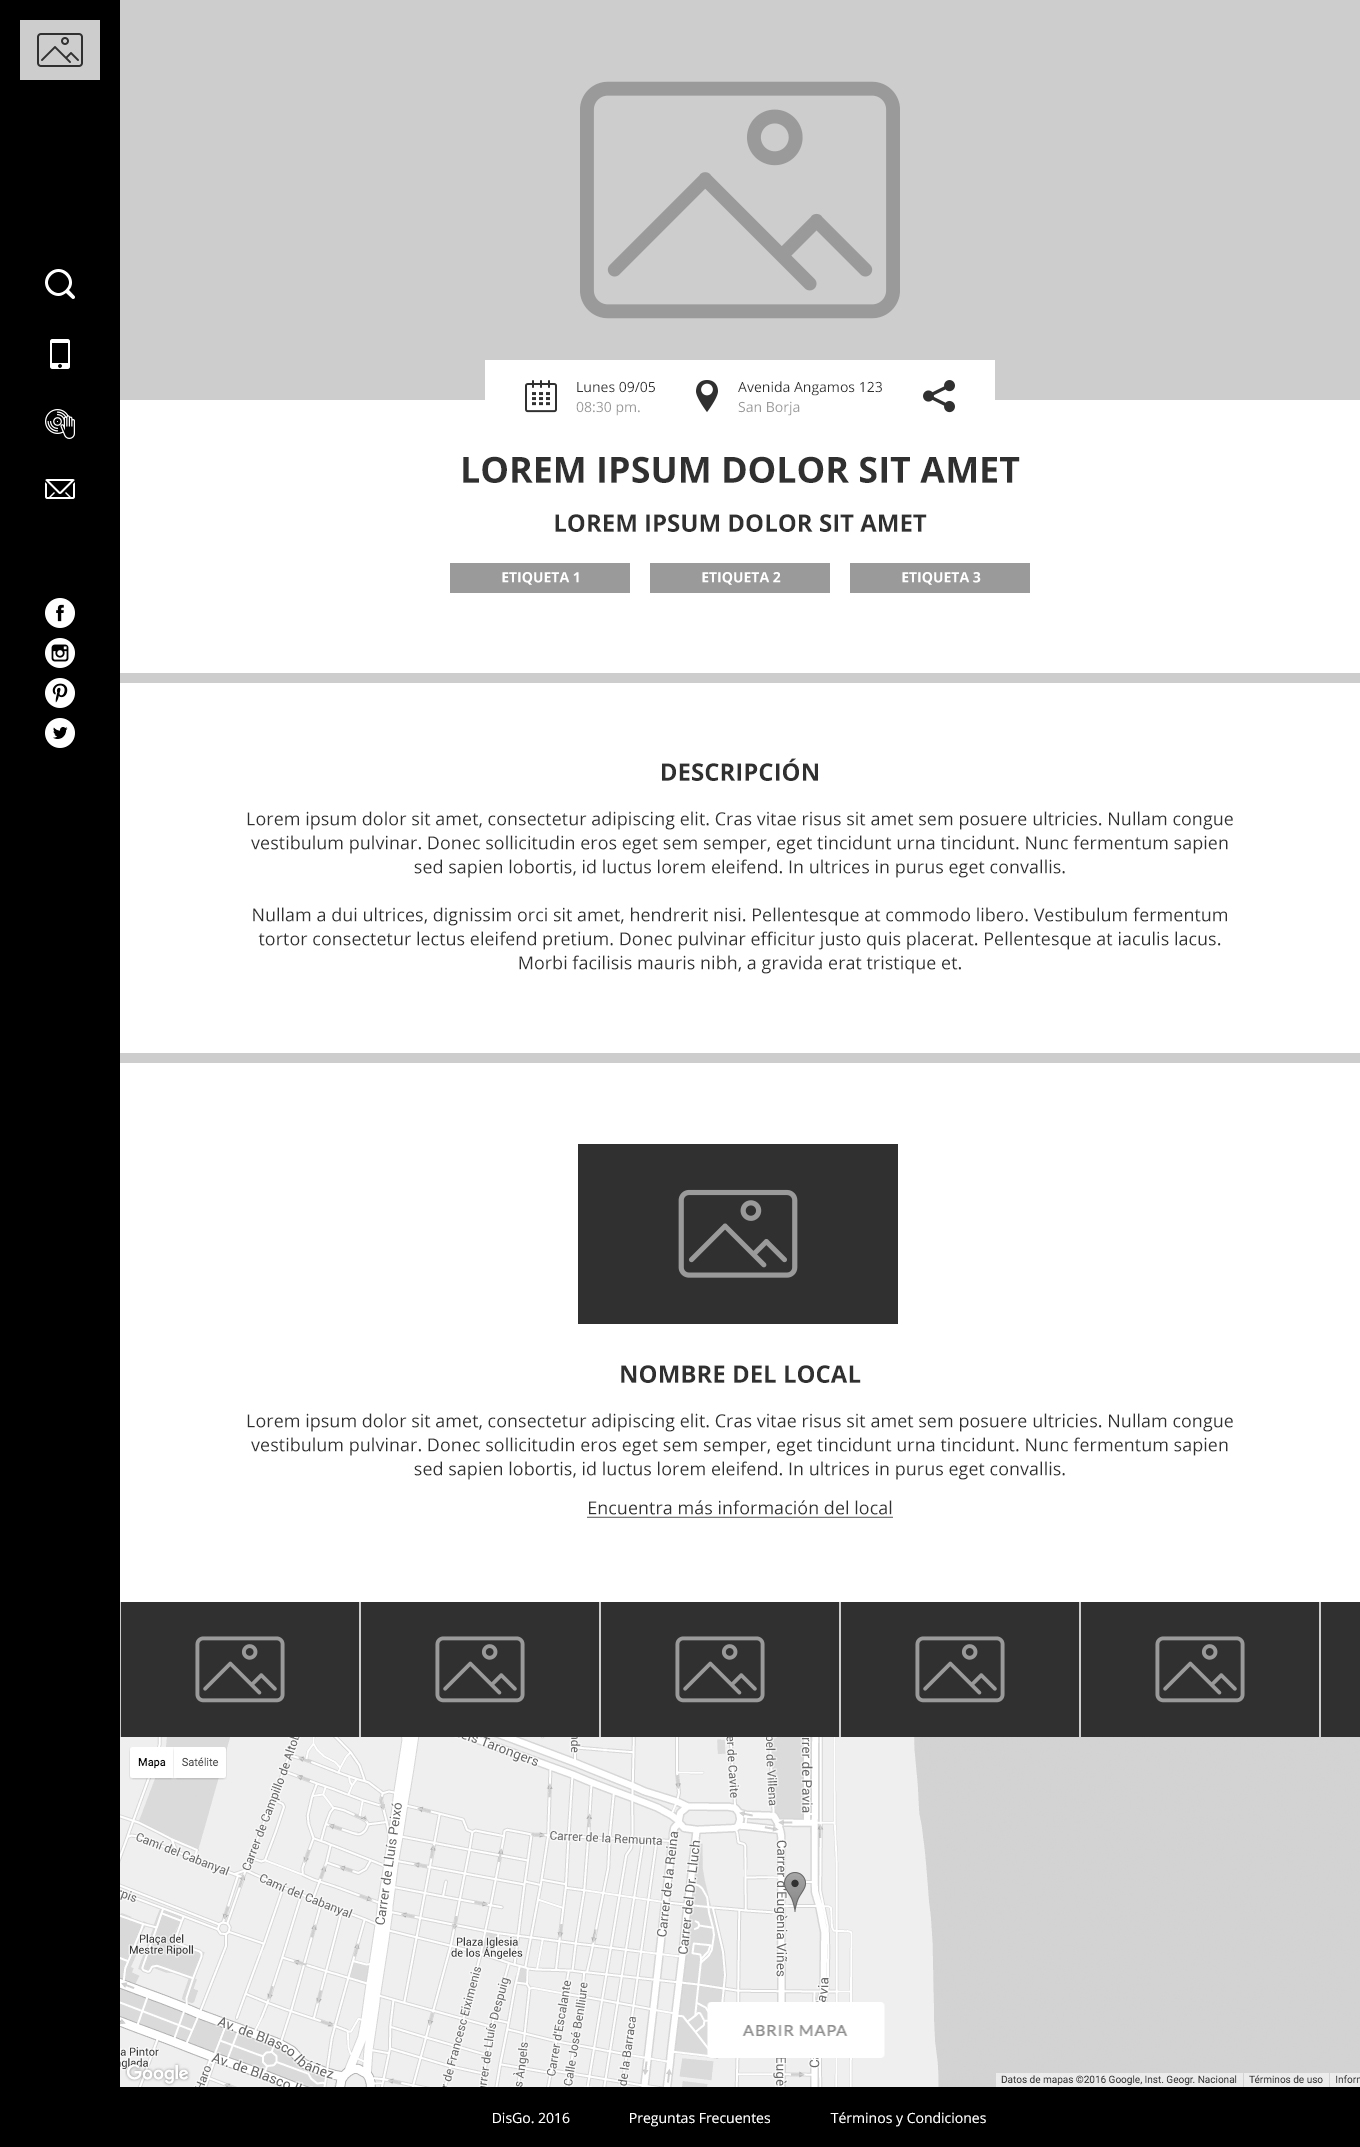 Lunes 09/05
08:30 pm.
Avenida Angamos 123
San Borja
LOREM IPSUM DOLOR SIT AMET
LOREM IPSUM DOLOR SIT AMET
ETIQUETA 1
ETIQUETA 2
ETIQUETA 3
DESCRIPCIÓN
Lorem ipsum dolor sit amet, consectetur adipiscing elit. Cras vitae risus sit amet sem posuere ultricies. Nullam congue
vestibulum pulvinar. Donec sollicitudin eros eget sem semper, eget tincidunt urna tincidunt. Nunc fermentum sapien
sed sapien lobortis, id luctus lorem eleifend. In ultrices in purus eget convallis.
Nullam a dui ultrices, dignissim orci sit amet, hendrerit nisi. Pellentesque at commodo libero. Vestibulum fermentum
tortor consectetur lectus eleifend pretium. Donec pulvinar efficitur justo quis placerat. Pellentesque at iaculis lacus.
Morbi facilisis mauris nibh, a gravida erat tristique et.
NOMBRE DEL LOCAL
Lorem ipsum dolor sit amet, consectetur adipiscing elit. Cras vitae risus sit amet sem posuere ultricies. Nullam congue
vestibulum pulvinar. Donec sollicitudin eros eget sem semper, eget tincidunt urna tincidunt. Nunc fermentum sapien
sed sapien lobortis, id luctus lorem eleifend. In ultrices in purus eget convallis.
Encuentra más información del local
Mapa
Satélite
Carrer de Campillo de Altob
els Tarongers
rer de Cavite
bel de Villena
rrer de Pavia
Camí del Cabanyal
Camí del Cabanyal
Carrer de Lluís Peixó
Carrer de la Remunta
Carrer de la Reina
Carrer del Dr. Lluch
Carrer d'Eugènia Viñes
Plaça del
Mestre Ripoll
Plaza Iglesia
de los Ángeles
de Francesc Eiximenis
rer de Lluís Despuig
s Àngels
Carrer d'Escalante
Calle José Benlliure
de la Barraca
avia
Eugè
Av. de Blasco Ibáñez
Av. de Blasco I
a Pintor
nglada
Haro
Google
ABRIR MAPA
Datos de mapas ©2016 Google, Inst. Geogr. Nacional
Términos de uso
Inform
DisGo. 2016
Preguntas Frecuentes
Términos y Condiciones